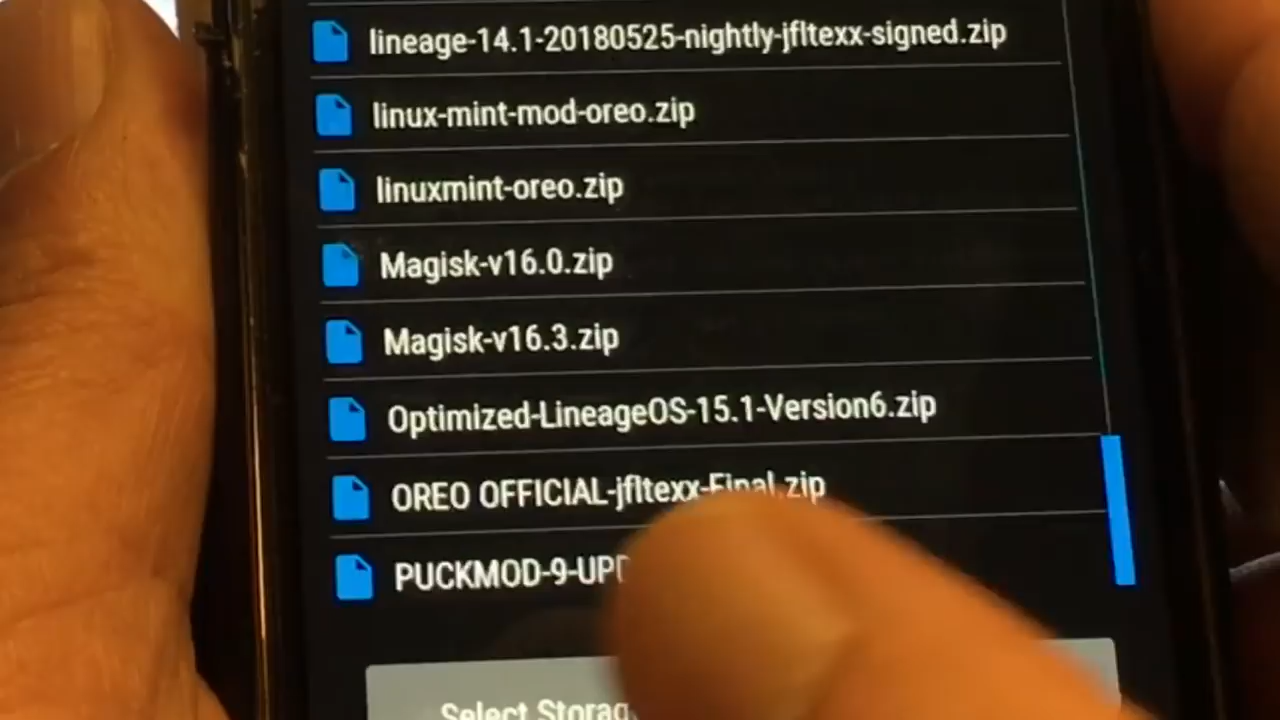 lineage-14.1-20180525-nightly-jfltexx-signed.zip
linux-mint-mod-oreo.zip
linuxmint-oreo.zip
Magisk-v16.0.zip
Magisk-v16.3.zip
Optimized-LineageOS-15.1-Version6.zip
OREO OFFICIAL-jfltexx-Final.zip
PUCKMOD-9-UPD
Select